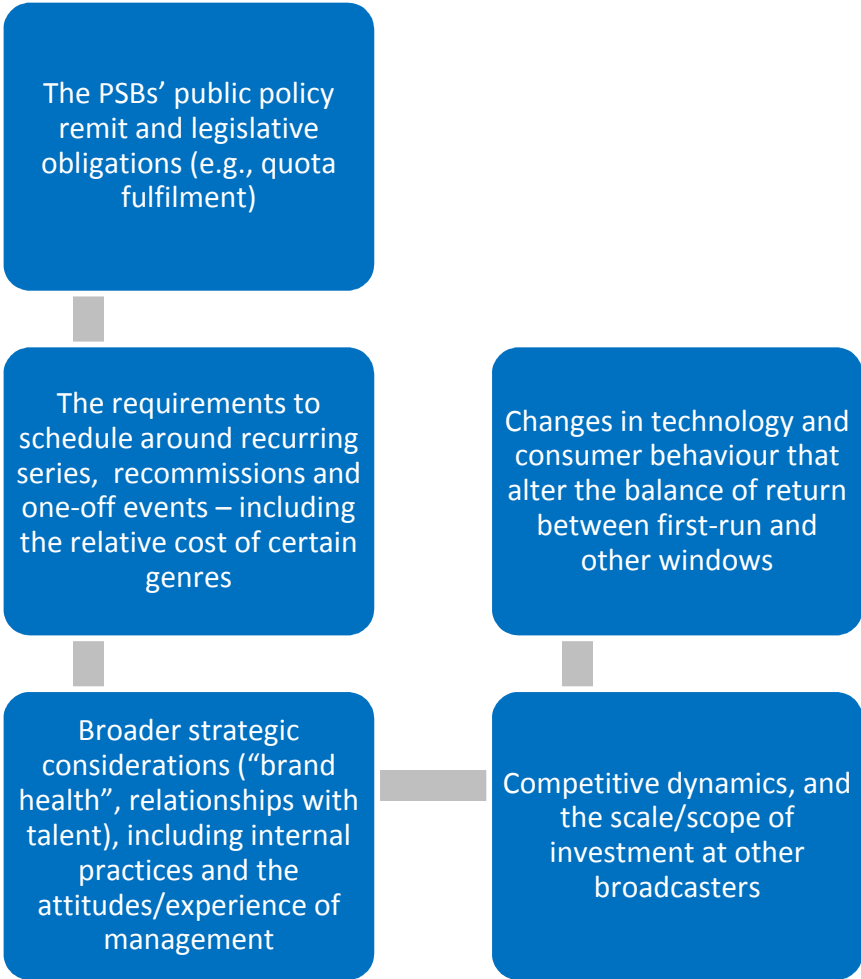 The PSBs’ public policy
remit and legislative
obligations (e.g., quota
fulfilment)
The requirements to
schedule around recurring
series,  recommissions and
one-off events – including
the relative cost of certain
genres
Broader strategic
considerations (“brand
health”, relationships with
talent), including internal
practices and the
attitudes/experience of
management
Competitive dynamics, and
the scale/scope of
investment at other
broadcasters
Changes in technology and
consumer behaviour that
alter the balance of return
between first-run and
other windows